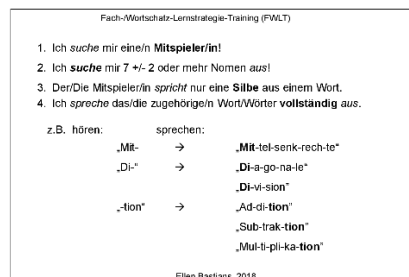 Fach-/Wortschatz-Lernstrategie-Training (FWLT)
1. Ich suche mir eine/n Mitspieler/in!
2. Ich suche mir 7 +/- 2 oder mehr Nomen aus!
3. Der/Die Mitspieler/in spricht nur eine Silbe aus einem Wort.
4. Ich spreche das/die zugehörige/n Wort/Wörter vollständig aus.
z.B. hören: sprechen:
„Mit- → „Mit-tel-senk-rech-te“
„Di-“ → „Di-a-go-na-le“
„Di-vi-sion”
„-tion” → „Ad-di-tion”
„Sub-trak-tion”
„Mul-ti-pli-ka-tion”
Ellen Bastians, 2018